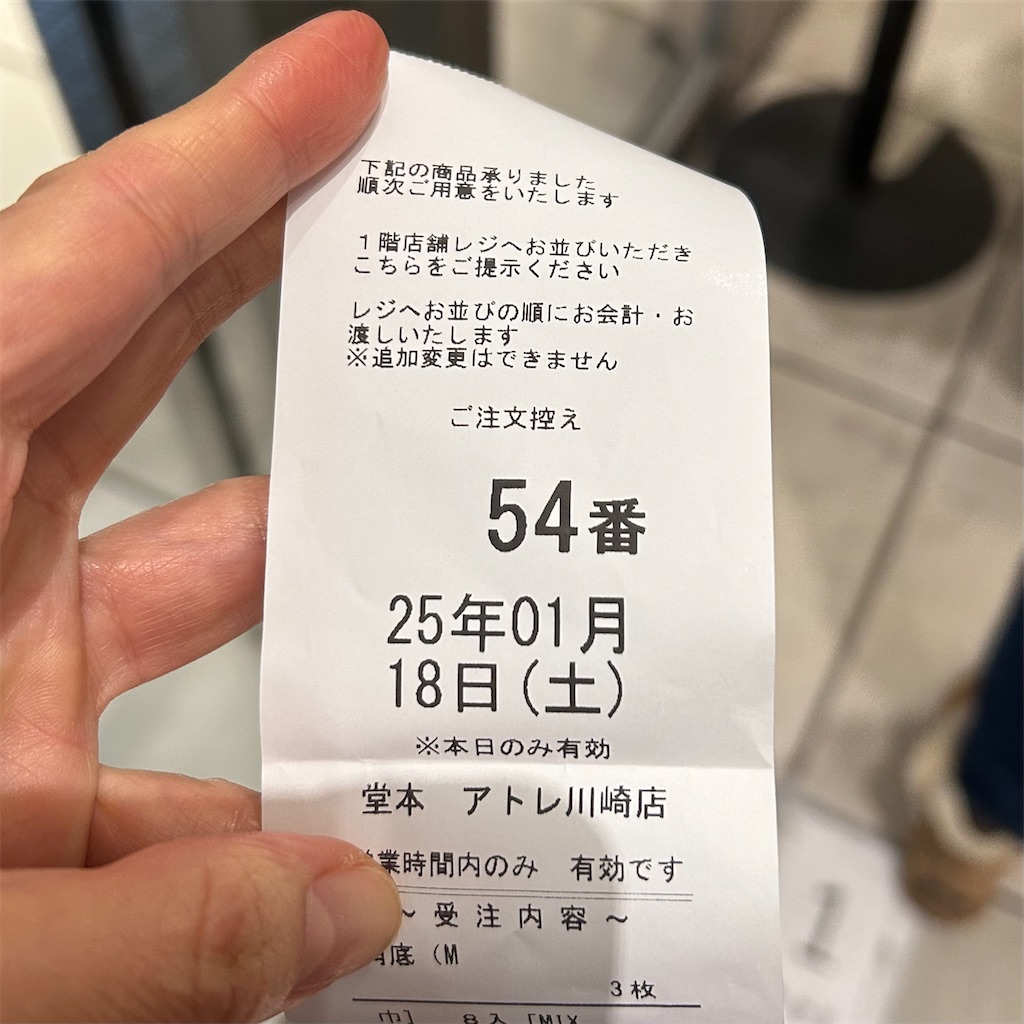 下記の商品承りました
順次ご用意をいたします
１階店舗レジへお並びいただき
こちらをご提示ください
レジへお並びの順にお会計・お
渡しいたします
※追加変更はできません
ご注文控え
54番
25年01月
18日(土)
※本日のみ有効
堂本　アトレ川崎店
業時間内のみ　有効です
～ 受 注 内 容 ～
底（M
３枚
８入［MIX